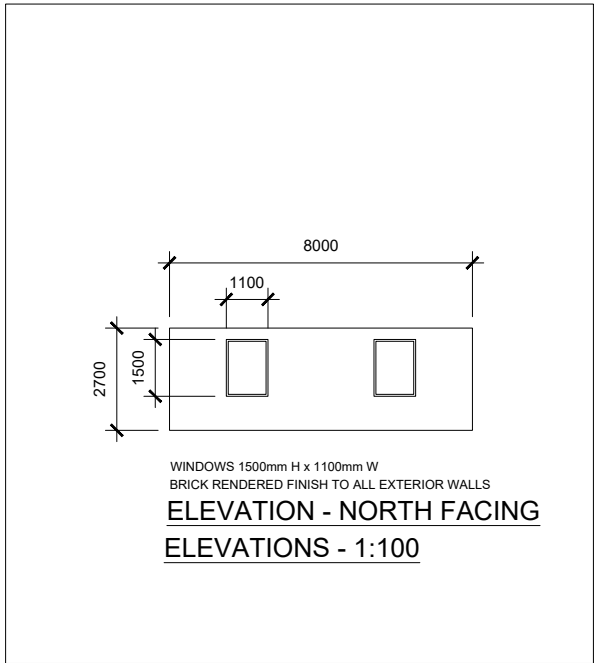 8000
1100
1500
2700
WINDOWS 1500mm H x 1100mm W
BRICK RENDERED FINISH TO ALL EXTERIOR WALLS
ELEVATION - NORTH FACING
ELEVATIONS - 1:100